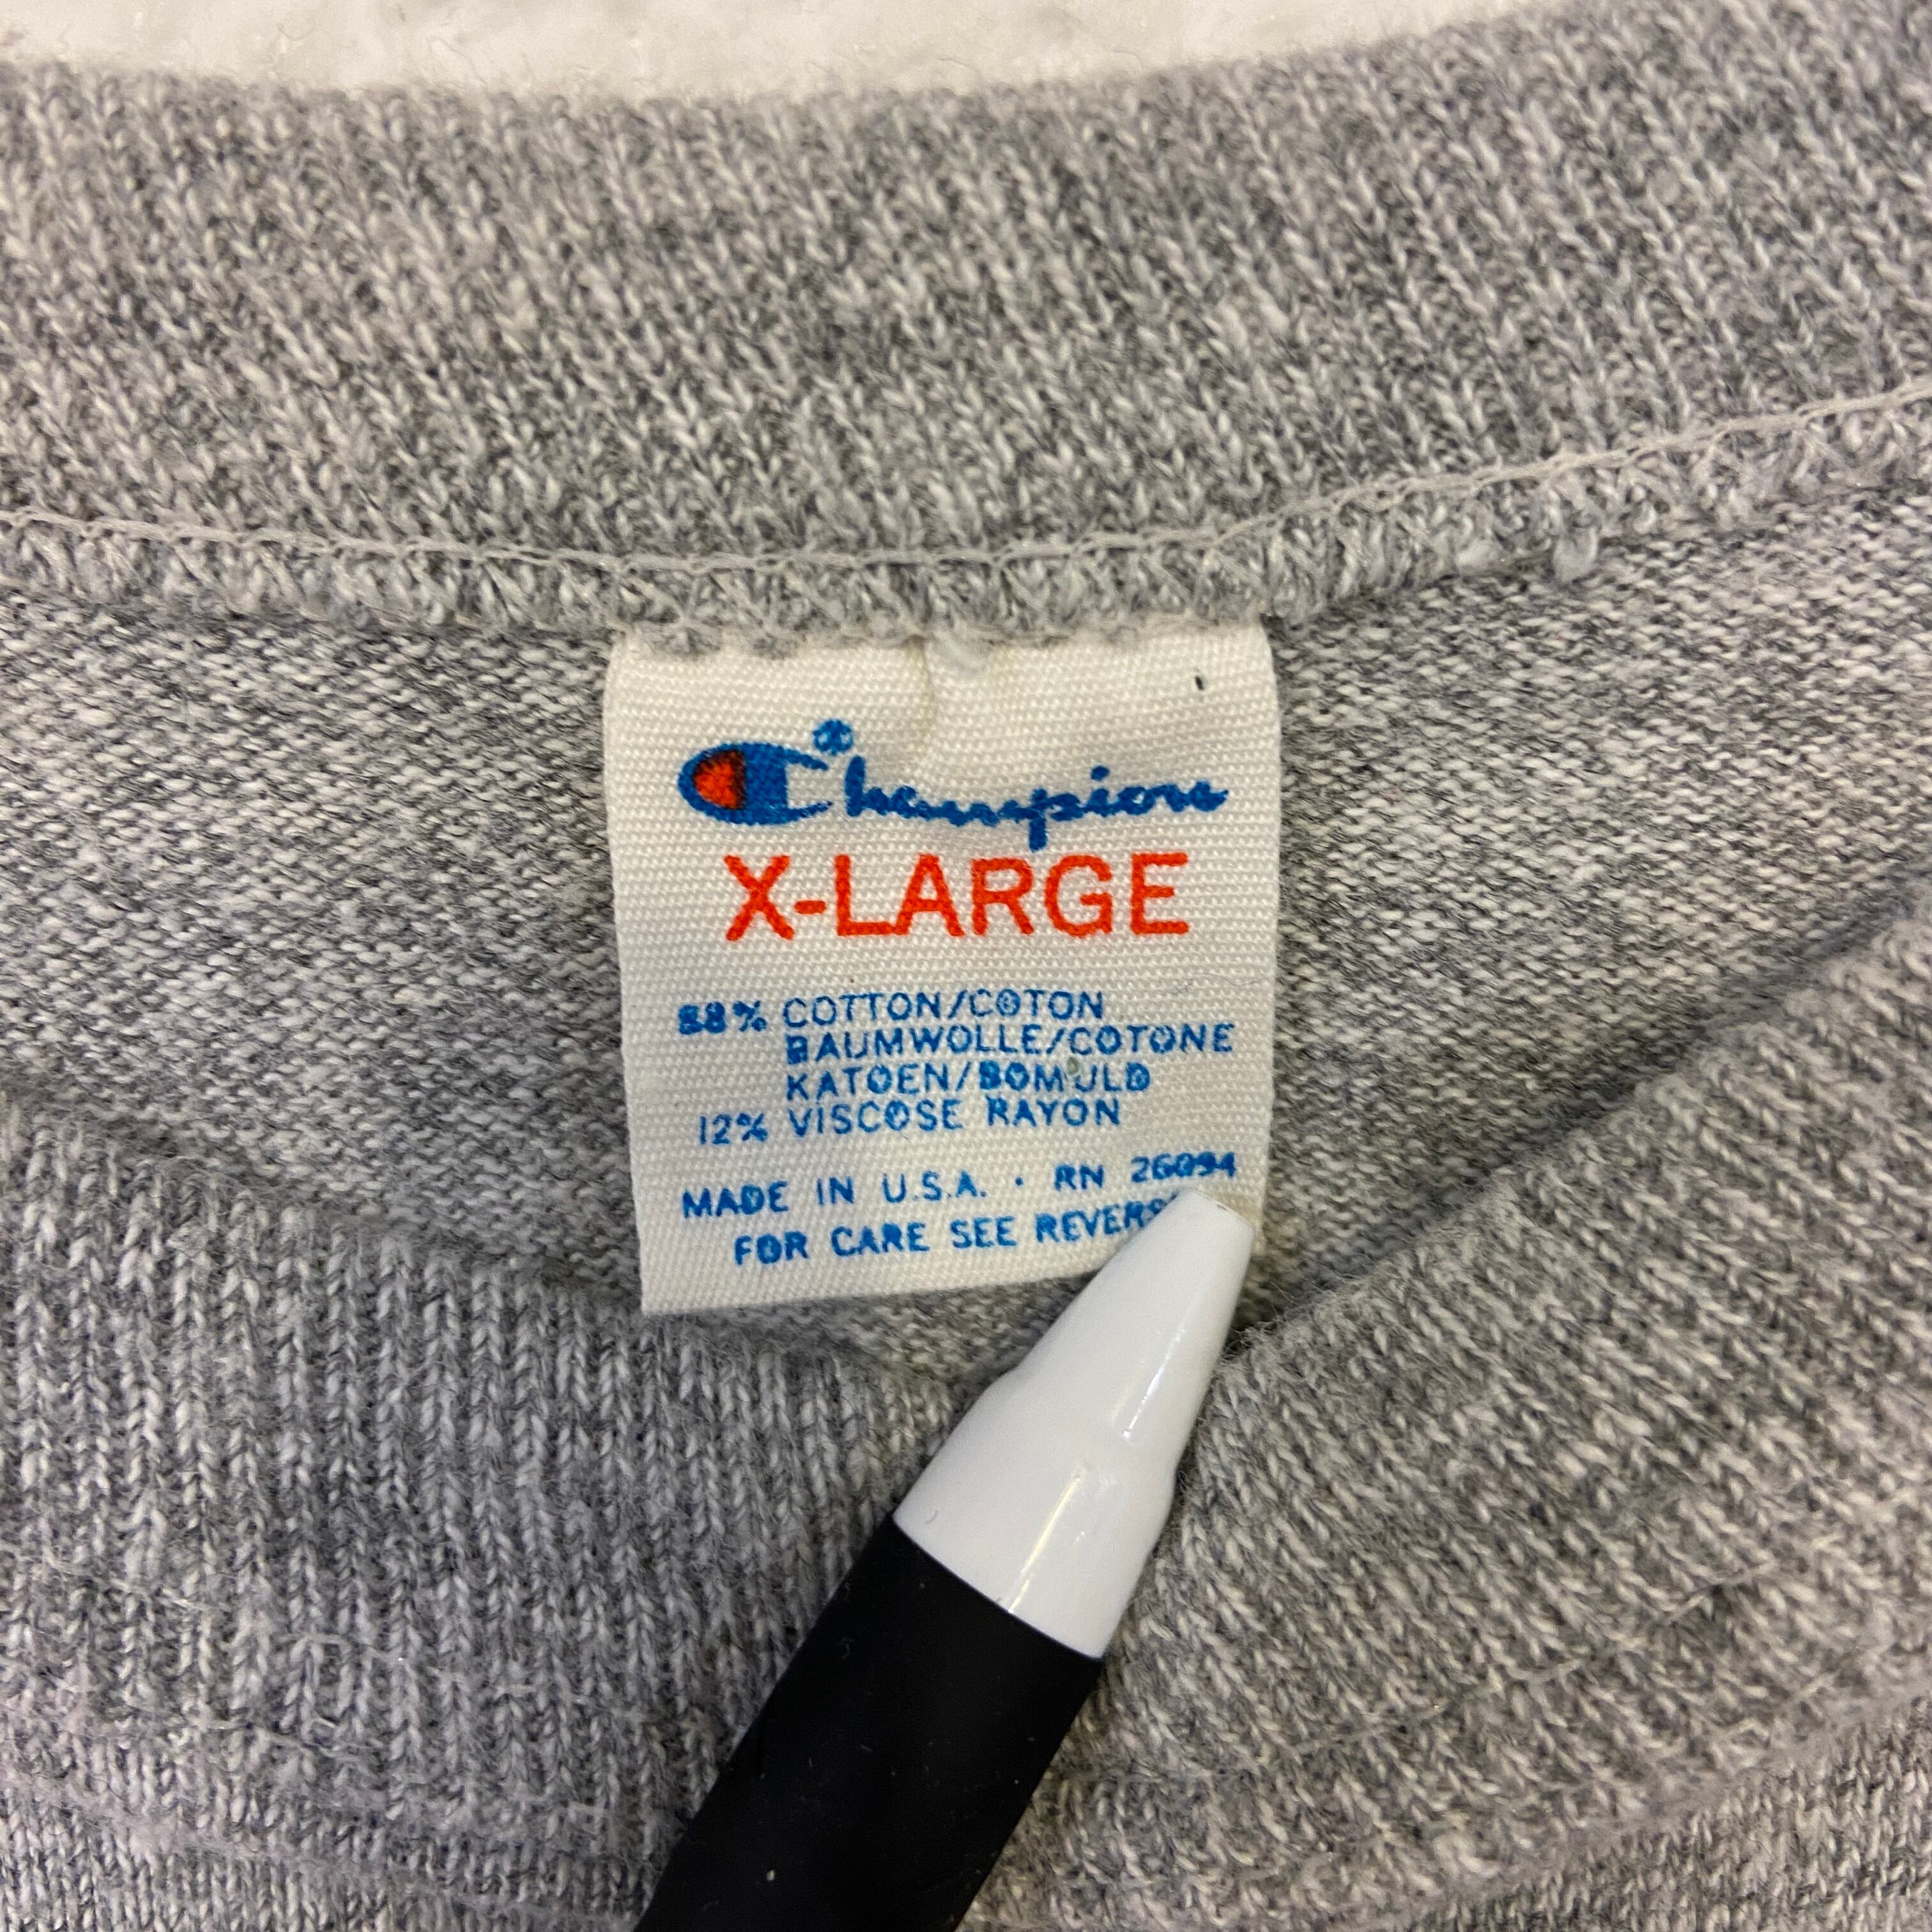 Champion®
X-LARGE
88% COTTON/COTON
BAUMWOLLE/COTONE
KATOEN/BOMULD
12% VISCOSE RAYON
MADE IN U.S.A. · RN 26094
FOR CARE SEE REVERS